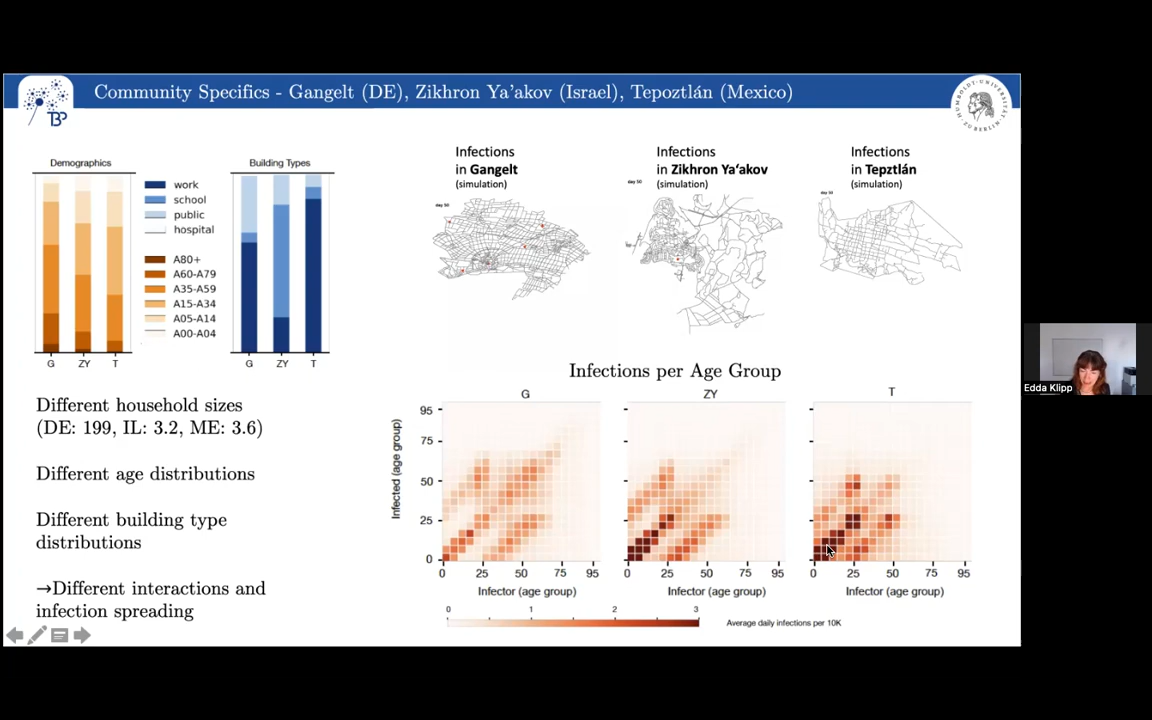 Community Specifics - Gangelt (DE), Zikhron Ya'akov (Israel), Tepoztlán (Mexico)
TBP
HUMBOLDT-UNIVERSITÄT
ZU BERLIN
Demographics
Building Types
work
school
public
hospital
A80+
A60-A79
A35-A59
A15-A34
A05-A14
A00-A04
G
ZY
T
G
ZY
T
Infections
in Gangelt
(simulation)
day 50
Infections
in Zikhron Ya'akov
(simulation)
day 50
Infections
in Tepztlán
(simulation)
day 50
Different household sizes
(DE: 199, IL: 3.2, ME: 3.6)
Different age distributions
Different building type
distributions
→Different interactions and
infection spreading
Infections per Age Group
G
ZY
T
Infected (age group)
95
75
50
25
0
0 25 50 75 95
0 25 50 75 95
0 25 50 75 95
Infector (age group)
Infector (age group)
Infector (age group)
0 1 2 3
Average daily infections per 10K
Edda Klipp